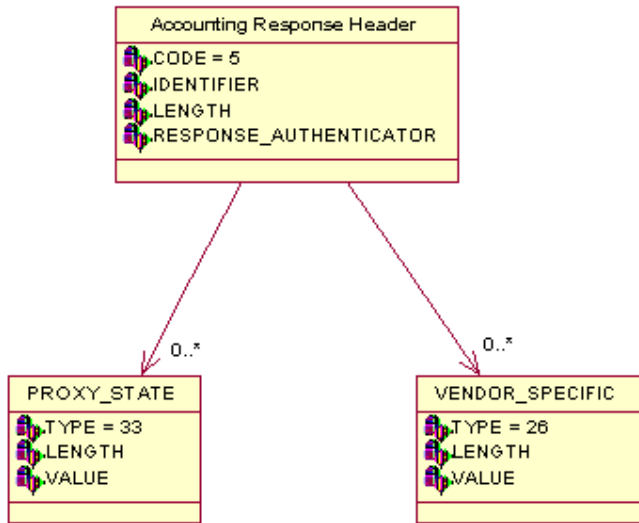 Accounting Response Header
CODE = 5
IDENTIFIER
LENGTH
RESPONSE_AUTHENTICATOR
0..*
0..*
PROXY_STATE
TYPE = 33
LENGTH
VALUE
VENDOR_SPECIFIC
TYPE = 26
LENGTH
VALUE